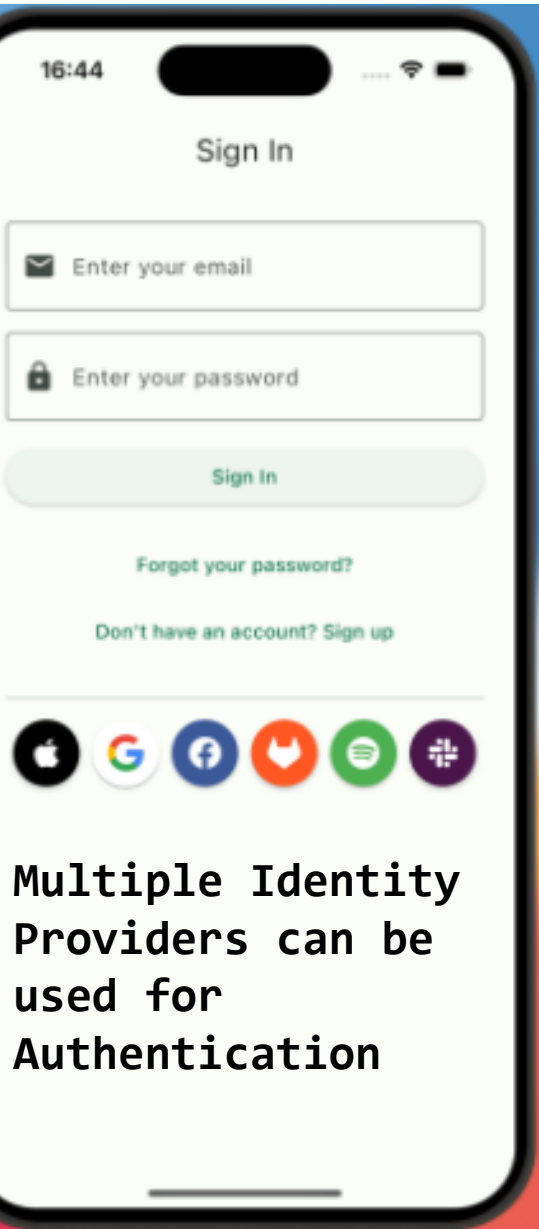 16:44
Sign In
Enter your email
Enter your password
Sign In
Forgot your password?
Don't have an account? Sign up
Multiple Identity
Providers can be
used for
Authentication